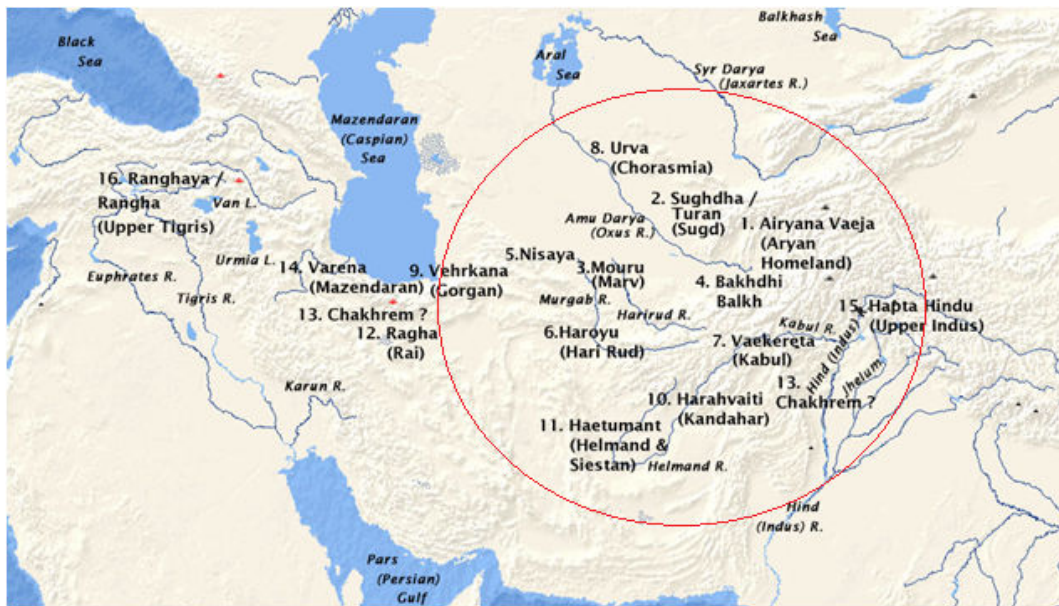 Black
Sea
Aral
Sea
Balkhash
Sea
Syr Darya
(Jaxartes R.)
Mazendaran
(Caspian)
Sea
8. Urva
(Chorasmia)
16. Ranghaya /
Rangha
(Upper Tigris)
Van L.
2. Sughdha /
Turan
(Sugd)
1. Airyana Vaeja
(Aryan
Homeland)
Amu Darya
(Oxus R.)
Urmia L.
Euphrates R.
Tigris R.
14. Varena
(Mazendaran)
9. Vehrkana
(Gorgan)
5.Nisaya
3.Mouru
(Marv)
4. Bakhdhi
Balkh
13. Chakhrem ?
12. Ragha
(Rai)
Murgab R.
Harirud R.
15. Hapta Hindu
(Upper Indus)
6.Haroyu
(Hari Rud)
7. Vaekereta
(Kabul)
Kabul R.
Hind (Indus)
Jhelum
13.
Chakhrem ?
Karun R.
10. Harahvaiti
(Kandahar)
11. Haetumant
(Helmand &
Siestan)
Helmand R.
Hind
(Indus) R.
Pars
(Persian)
Gulf